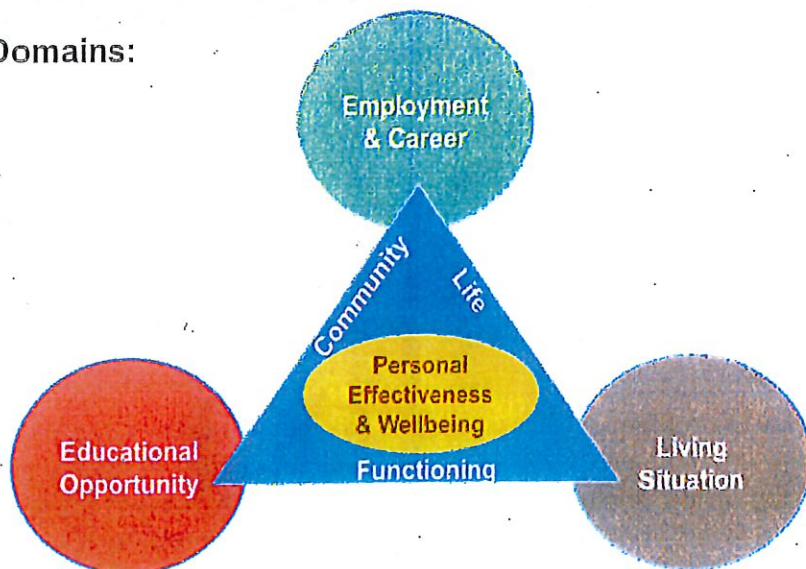 Domains:
Employment
& Career
Community
Life
Personal
Effectiveness
& Wellbeing
Functioning
Educational
Opportunity
Living
Situation